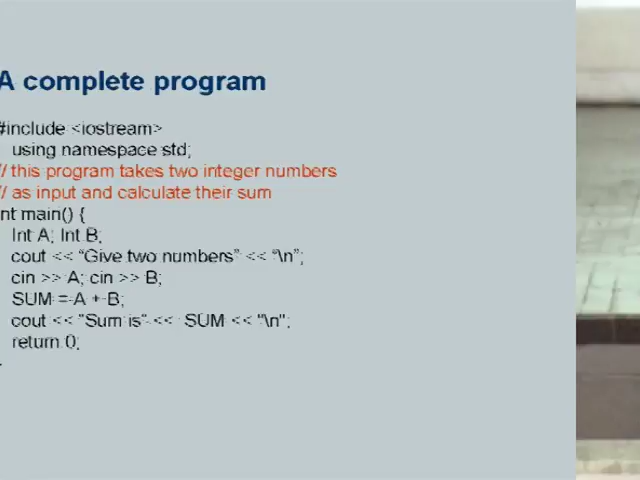 A complete program
#include <iostream>
using namespace std;
// this program takes two integer numbers
// as input and calculate their sum
int main() {
Int A; Int B;
cout << “Give two numbers” << “\n”;
cin >> A; cin >> B;
SUM = A + B;
cout << "Sum is" << SUM << "\n";
return 0;